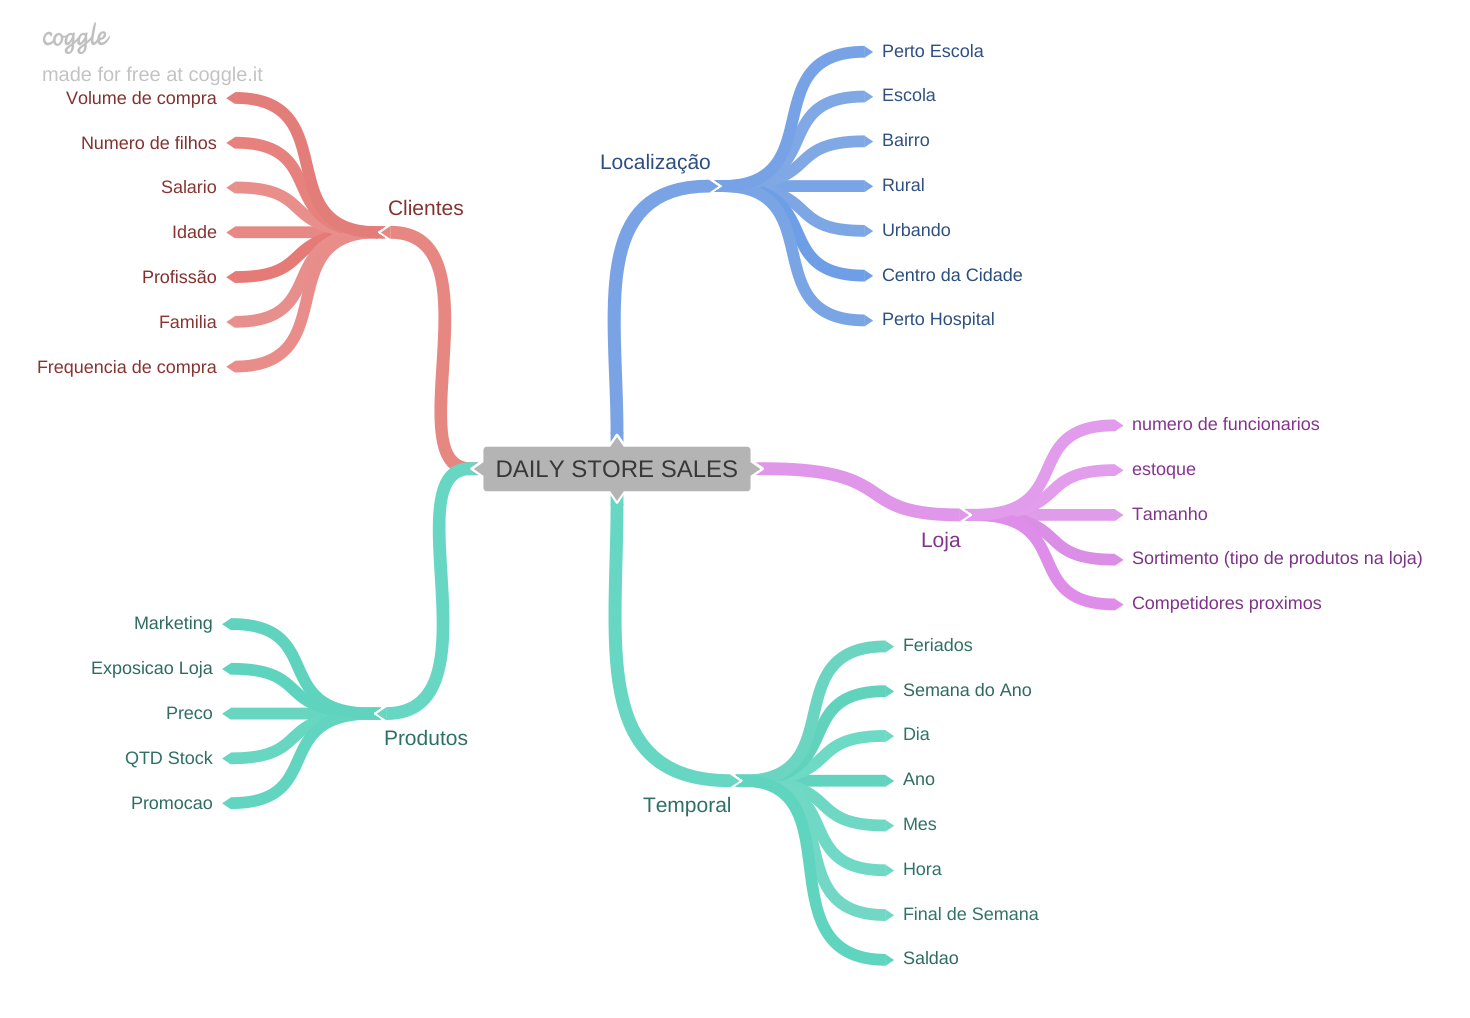 coggle
made for free at coggle.it
Volume de compra
Numero de filhos
Salario
Idade
Profissão
Familia
Frequencia de compra
Clientes
Localização
Perto Escola
Escola
Bairro
Rural
Urbando
Centro da Cidade
Perto Hospital
DAILY STORE SALES
Loja
numero de funcionarios
estoque
Tamanho
Sortimento (tipo de produtos na loja)
Competidores proximos
Marketing
Exposicao Loja
Preco
QTD Stock
Promocao
Produtos
Temporal
Feriados
Semana do Ano
Dia
Ano
Mes
Hora
Final de Semana
Saldao